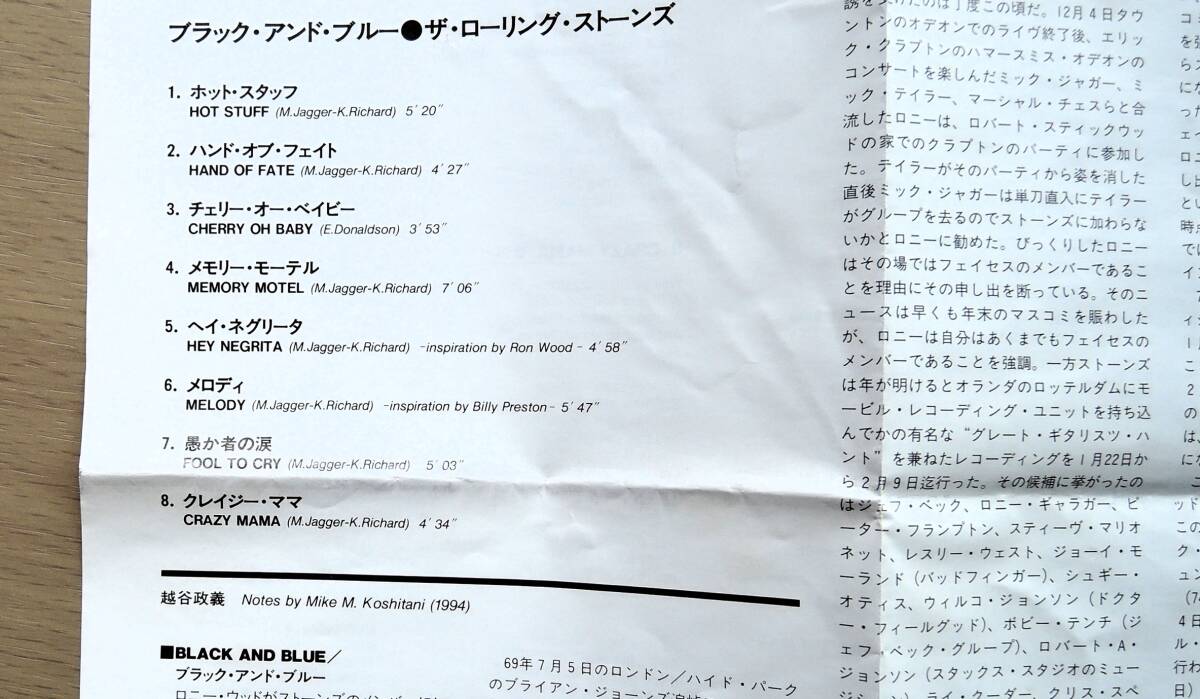 ブラック・アンド・ブルー●ザ・ローリング・ストーンズ
1. ホット・スタッフ
HOT STUFF (M.Jagger-K.Richard) 5′20″
2. ハンド・オブ・フェイト
HAND OF FATE (M.Jagger-K.Richard) 4′27″
3. チェリー・オー・ベイビー
CHERRY OH BABY (E.Donaldson) 3′53″
4. メモリー・モーテル
MEMORY MOTEL (M.Jagger-K.Richard) 7′06″
5. ヘイ・ネグリータ
HEY NEGRITA (M.Jagger-K.Richard) -inspiration by Ron Wood- 4′58″
6. メロディ
MELODY (M.Jagger-K.Richard) -inspiration by Billy Preston- 5′47″
7. 愚か者の涙
FOOL TO CRY (M.Jagger-K.Richard) 5′03″
8. クレイジー・ママ
CRAZY MAMA (M.Jagger-K.Richard) 4′34″
越谷政義 Notes by Mike M. Koshitani (1994)
■BLACK AND BLUE／
ブラック・アンド・ブルー
69年7月5日のロンドン／ハイド・パーク
のブライアン・ジョーンズ追悼
誘を受けたのは丁度この頃だ。12月4日タウ
ントンのオデオンでのライヴ終了後、エリッ
ク・クラプトンのハマースミス・オデオンの
コンサートを楽しんだミック・ジャガー、ミ
ック・テイラー、マーシャル・チェスらと合
流したロニーは、ロバート・スティックウッ
ドの家でのクラプトンのパーティに参加し
た。テイラーがそのパーティから姿を消した
直後ミック・ジャガーは単刀直入にテイラー
がグループを去るのでストーンズに加わらな
いかとロニーに勧めた。びっくりしたロニー
はその場ではフェイセスのメンバーであるこ
とを理由にその申し出を断っている。そのニ
ュースは早くも年末のマスコミを賑わした
が、ロニーは自分はあくまでもフェイセスの
メンバーであることを強調。一方ストーンズ
は年が明けるとオランダのロッテルダムにモ
ービル・レコーディング・ユニットを持ち込
んでかの有名な“グレート・ギタリスツ・ハ
ント”を兼ねたレコーディングを1月22日か
ら2月9日迄行った。その候補に挙がったの
はジェフ・ベック、ロニー・ギャラガー、ピ
ーター・フランプトン、スティーヴ・マリオ
ネット、レスリー・ウェスト、ジョーイ・モ
ーランド（バッドフィンガー）、シュギー・
オティス、ウィルコ・ジョンソン（ドクタ
ー・フィールグッド）、ボビー・テンチ（ジ
ェフ・ベック・グループ）、ロバート・A・
ジョンソン（スタックス・スタジオのミュー